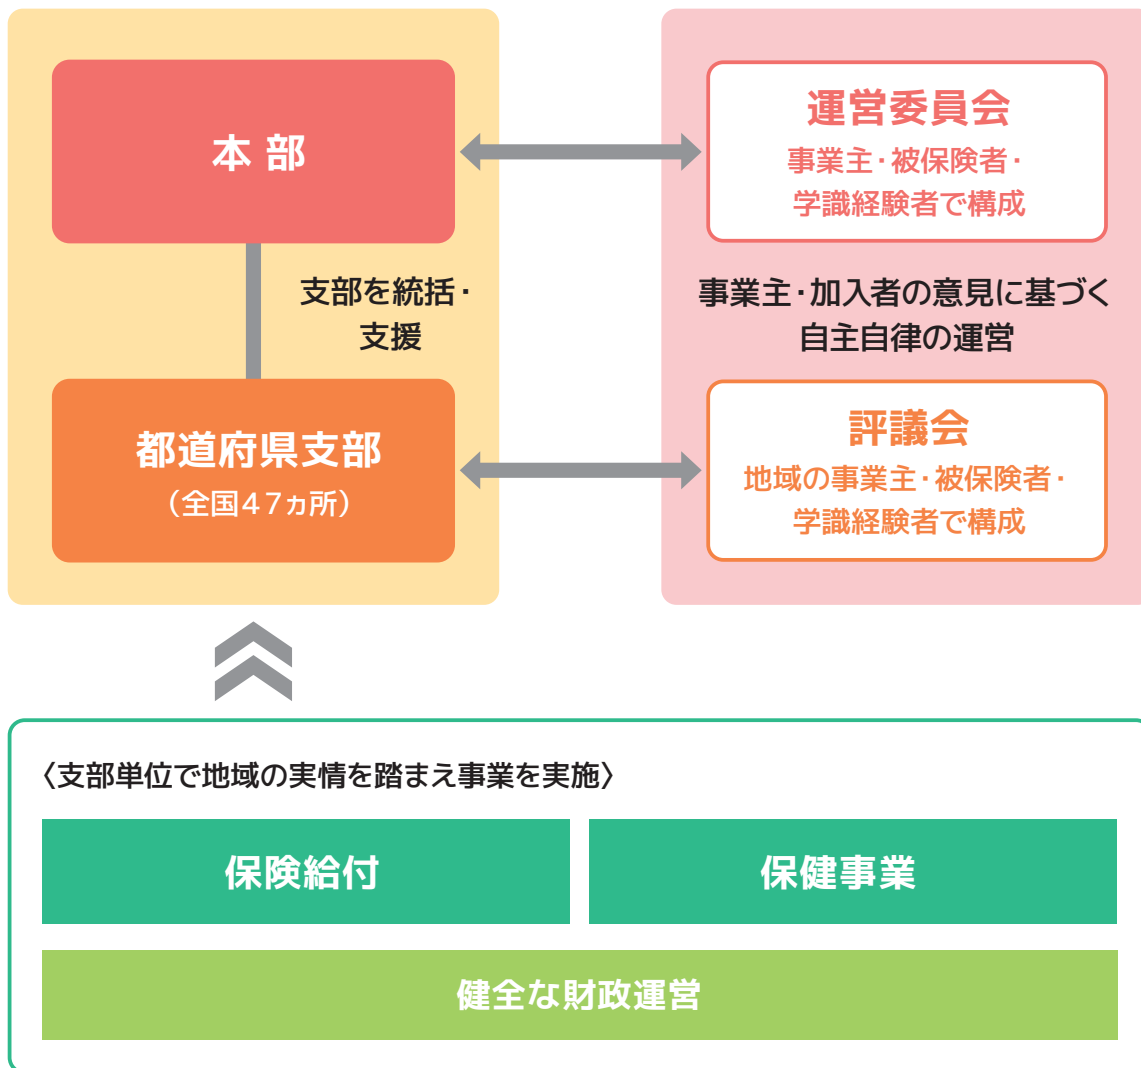 本部
運営委員会
事業主・被保険者・
学識経験者で構成
支部を統括・
支援
事業主・加入者の意見に基づく
自主自律の運営
都道府県支部
（全国47ヵ所）
評議会
地域の事業主・被保険者・
学識経験者で構成
〈支部単位で地域の実情を踏まえ事業を実施〉
保険給付
保健事業
健全な財政運営